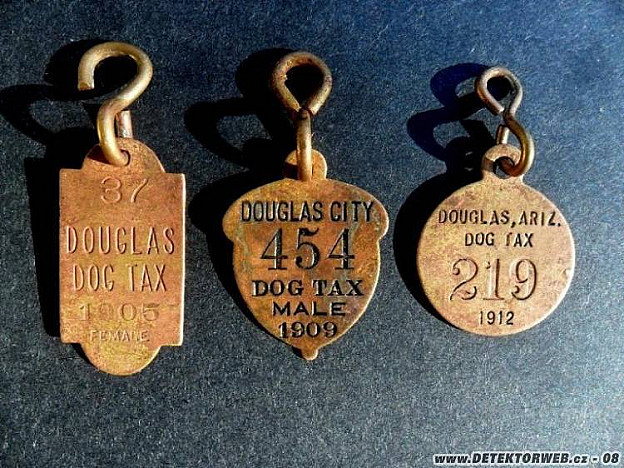 37
DOUGLAS
DOG TAX
1905
FEMALE
DOUGLAS CITY
454
DOG TAX
MALE
1909
DOUGLAS, ARIZ.
DOG TAX
219
1912
www.DETEKTORWEB.cz - 08